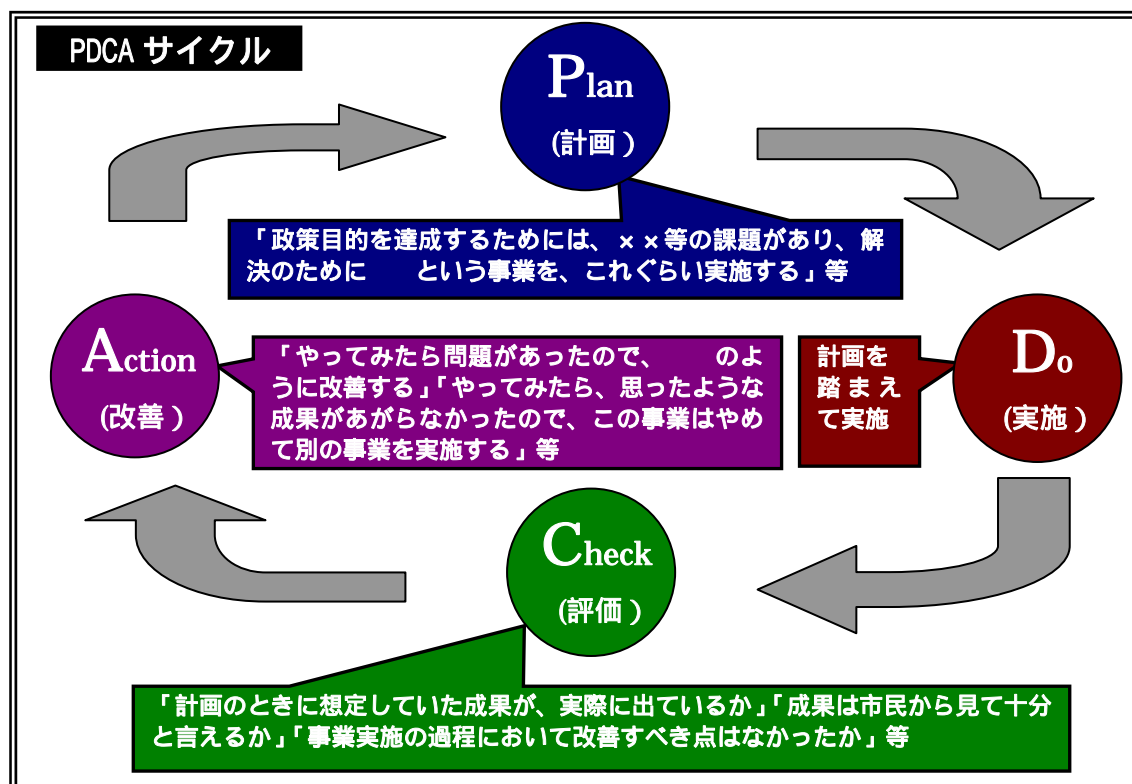 PDCA サイクル
Plan
(計画)
「政策目的を達成するためには、××等の課題があり、解
決のために　　という事業を、これぐらい実施する」等
Action
(改善)
「やってみたら問題があったので、　　のよ
うに改善する」「やってみたら、思ったような
成果があがらなかったので、この事業はやめ
て別の事業を実施する」等
計画を
踏まえ
て実施
Do
(実施)
Check
(評価)
「計画のときに想定していた成果が、実際に出ているか」「成果は市民から見て十分
と言えるか」「事業実施の過程において改善すべき点はなかったか」等